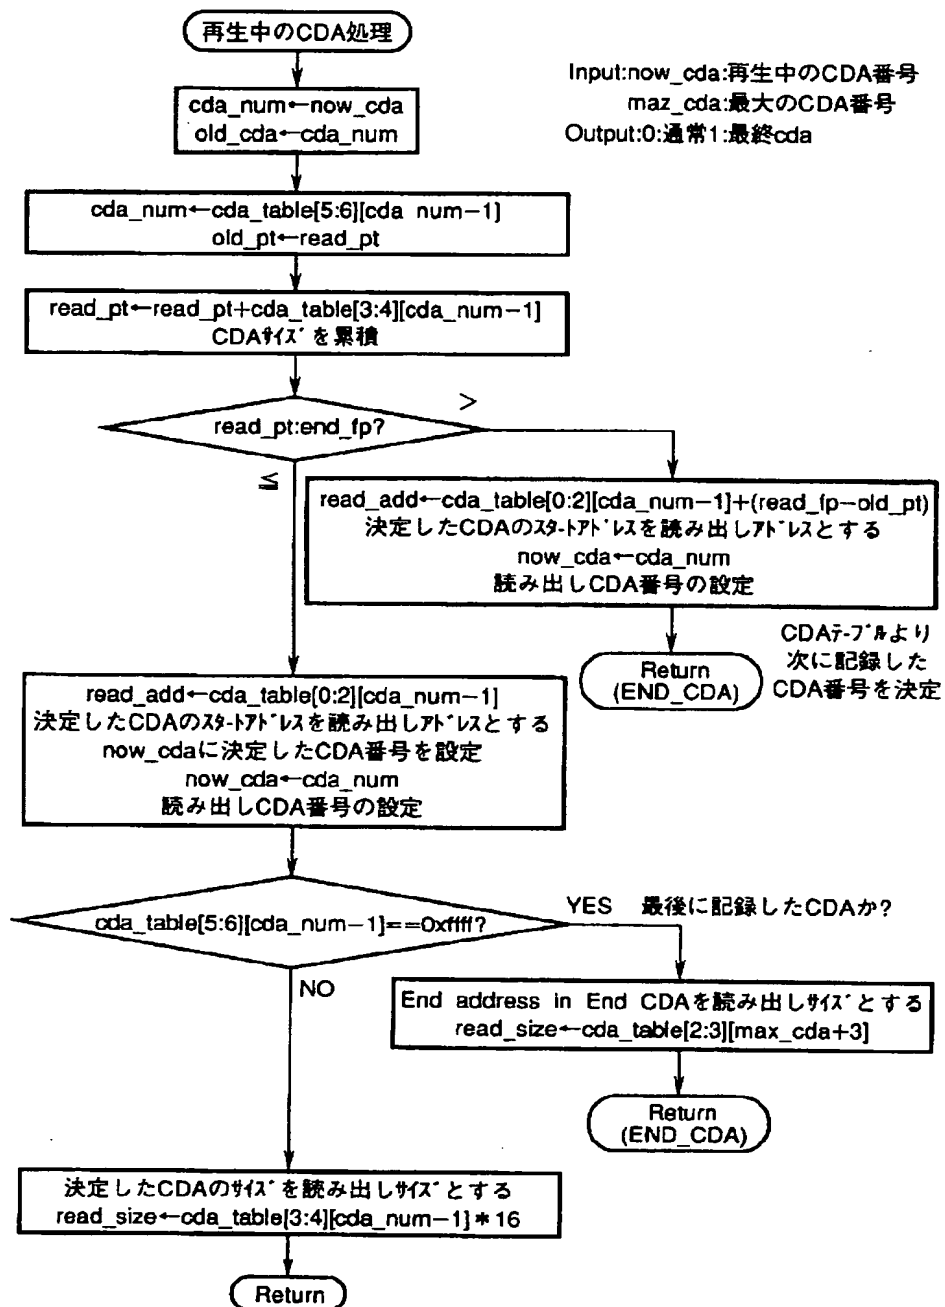 再生中のCDA処理
Input:now_cda:再生中のCDA番号
maz_cda:最大のCDA番号
Output:0:通常1:最終cda
cda_num←now_cda
old_cda←cda_num
cda_num←cda_table[5:6][cda num−1]
old_pt←read_pt
read_pt←read_pt+cda_table[3:4][cda_num−1]
CDAサイズを累積
read_pt:end_fp?
>
≦
read_add←cda_table[0:2][cda_num−1]+(read_fp−old_pt)
決定したCDAのスタートアドレスを読み出しアドレスとする
now_cda←cda_num
読み出しCDA番号の設定
Return
(END_CDA)
CDAテーブルより
次に記録した
CDA番号を決定
read_add←cda_table[0:2][cda_num−1]
決定したCDAのスタートアドレスを読み出しアドレスとする
now_cdaに決定したCDA番号を設定
now_cda←cda_num
読み出しCDA番号の設定
cda_table[5:6][cda_num−1]==0xffff?
YES 最後に記録したCDAか?
NO
End address in End CDAを読み出しサイズとする
read_size←cda_table[2:3][max_cda+3]
Return
(END_CDA)
決定したCDAのサイズを読み出しサイズとする
read_size←cda_table[3:4][cda_num−1]*16
Return